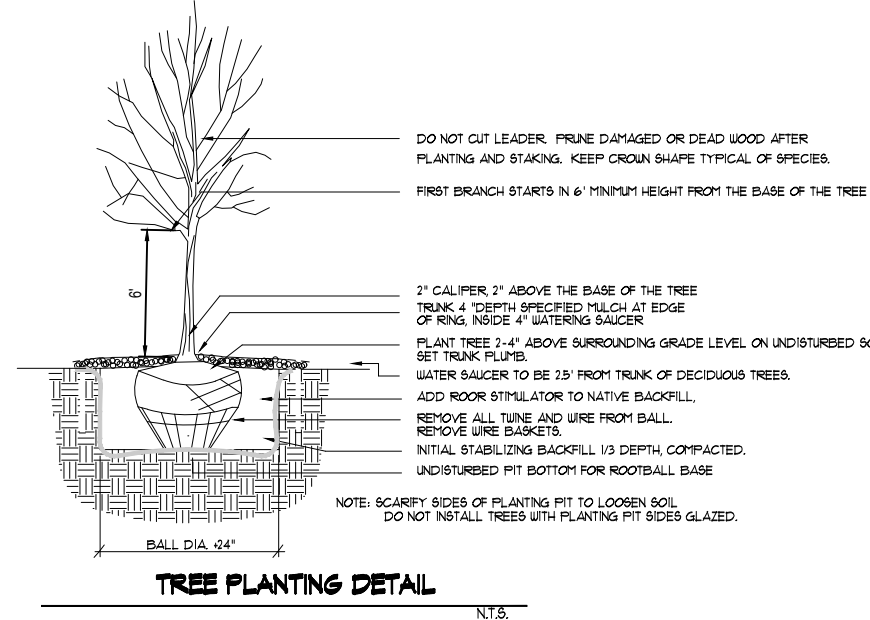 DO NOT CUT LEADER. PRUNE DAMAGED OR DEAD WOOD AFTER
PLANTING AND STAKING. KEEP CROWN SHAPE TYPICAL OF SPECIES.
FIRST BRANCH STARTS IN 6' MINIMUM HEIGHT FROM THE BASE OF THE TREE
6'
2" CALIPER, 2" ABOVE THE BASE OF THE TREE
TRUNK 4 "DEPTH SPECIFIED MULCH AT EDGE
OF RING, INSIDE 4" WATERING SAUCER
PLANT TREE 2-4" ABOVE SURROUNDING GRADE LEVEL ON UNDISTURBED
SET TRUNK PLUMB.
WATER SAUCER TO BE 2.5' FROM TRUNK OF DECIDUOUS TREES.
ADD ROOR STIMULATOR TO NATIVE BACKFILL,
REMOVE ALL TWINE AND WIRE FROM BALL.
REMOVE WIRE BASKETS.
INITIAL STABILIZING BACKFILL 1/3 DEPTH, COMPACTED.
UNDISTURBED PIT BOTTOM FOR ROOTBALL BASE
NOTE: SCARIFY SIDES OF PLANTING PIT TO LOOSEN SOIL
DO NOT INSTALL TREES WITH PLANTING PIT SIDES GLAZED.
BALL DIA. +24"
TREE PLANTING DETAIL
N.T.S.